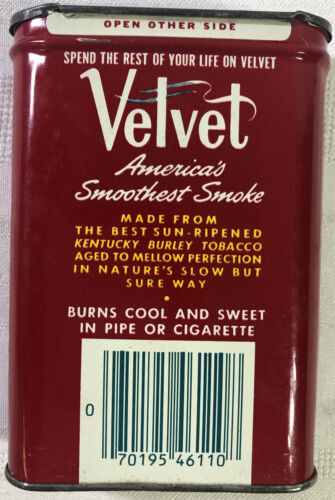 OPEN OTHER SIDE
SPEND THE REST OF YOUR LIFE ON VELVET
Velvet
America's
Smoothest Smoke
MADE FROM
THE BEST SUN-RIPENED
KENTUCKY BURLEY TOBACCO
AGED TO MELLOW PERFECTION
IN NATURE'S SLOW BUT
SURE WAY
•
BURNS COOL AND SWEET
IN PIPE OR CIGARETTE
0
70195 46110